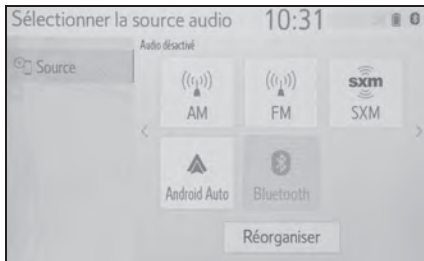 Sélectionner la source audio 10:31
Audio désactivé
Source
AM
FM
sxm
SXM
Android Auto
Bluetooth
Réorganiser